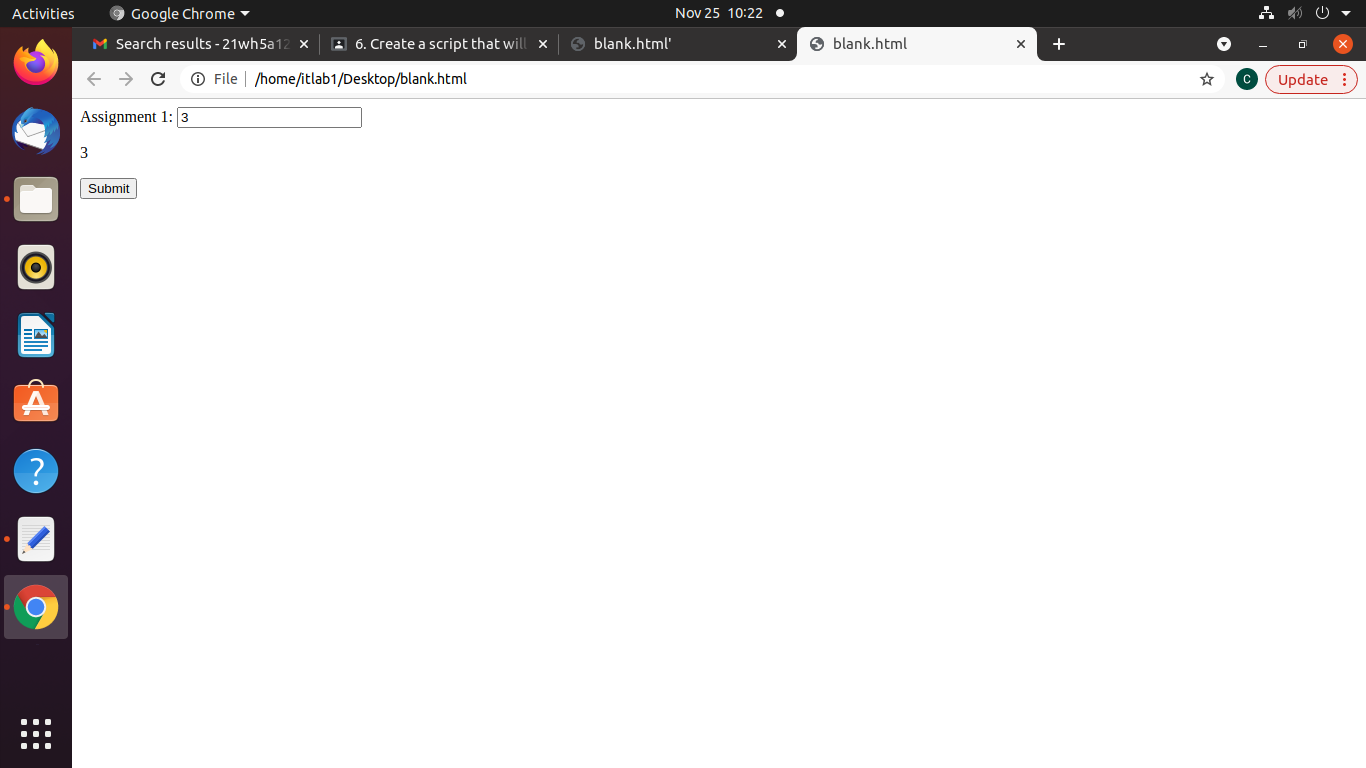 Activities Google Chrome Nov 25 10:22
Search results - 21wh5a12 6. Create a script that will blank.html' blank.html
File /home/itlab1/Desktop/blank.html C Update
Assignment 1: 3
3
Submit